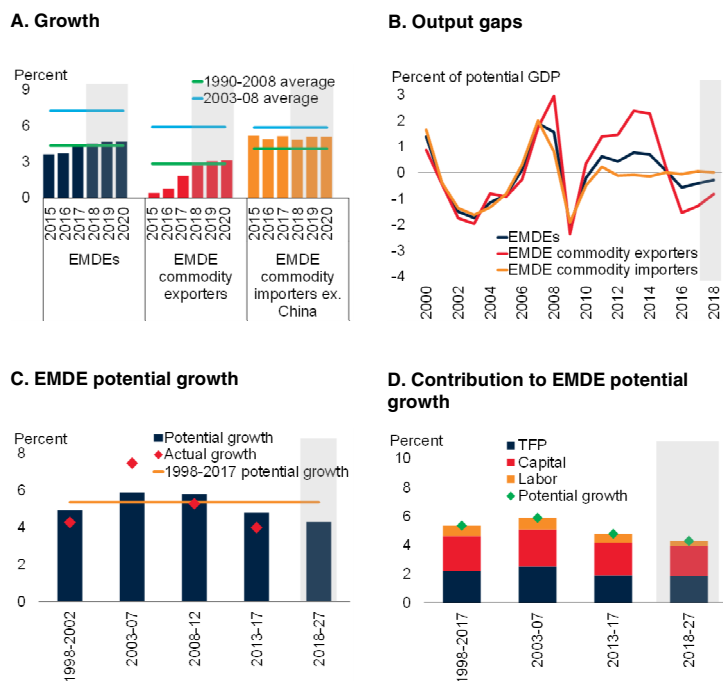 A. Growth
Percent
9
6
3
0
1990-2008 average
2003-08 average
2015
2016
2017
2018
2019
2020
2015
2016
2017
2018
2019
2020
2015
2016
2017
2018
2019
2020
EMDEs
EMDE
commodity
exporters
EMDE
commodity
importers ex.
China
B. Output gaps
Percent of potential GDP
3
2
1
0
-1
-2
-3
-4
EMDEs
EMDE commodity exporters
EMDE commodity importers
2000
2002
2004
2006
2008
2010
2012
2014
2016
2018
C. EMDE potential growth
Percent
8
6
4
2
0
Potential growth
Actual growth
1998-2017 potential growth
1998-2002
2003-07
2008-12
2013-17
2018-27
D. Contribution to EMDE potential
growth
Percent
10
8
6
4
2
0
TFP
Capital
Labor
Potential growth
1998-2017
2003-07
2013-17
2018-27